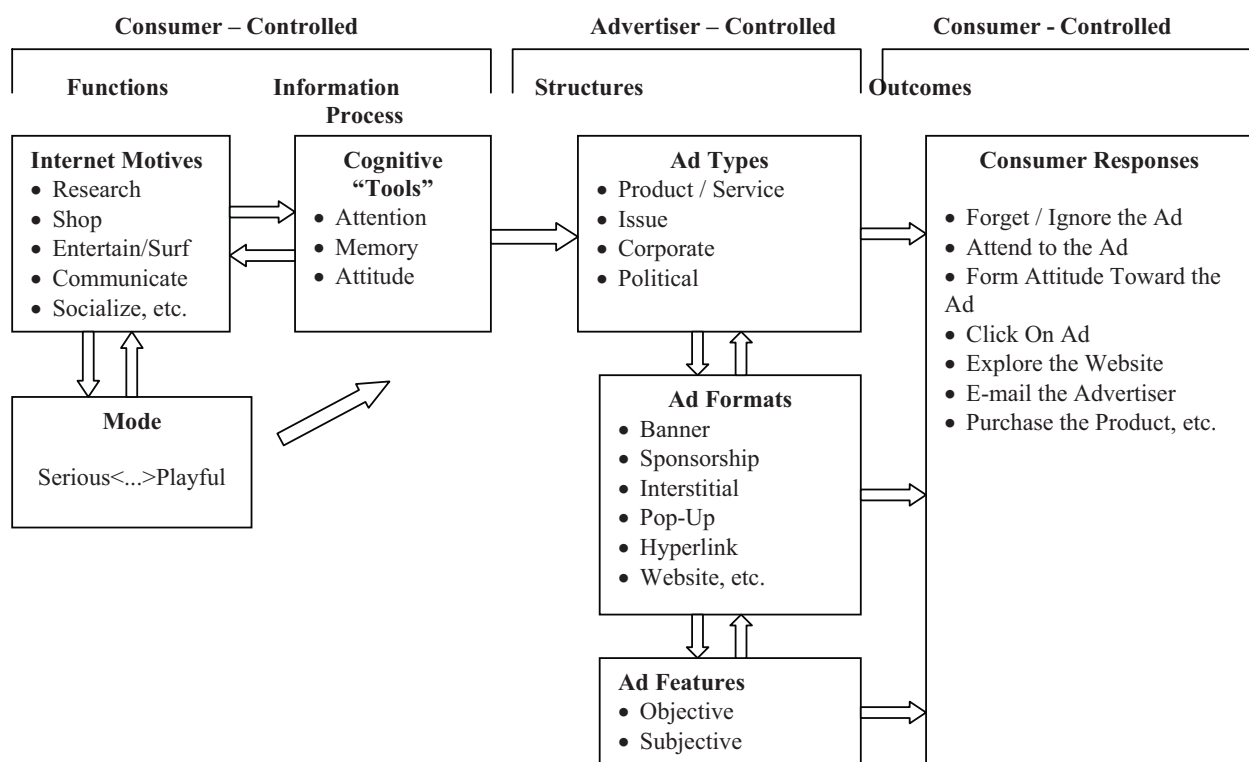 Consumer – Controlled
Advertiser – Controlled
Consumer - Controlled
Functions
Information
Process
Structures
Outcomes
Internet Motives
• Research
• Shop
• Entertain/Surf
• Communicate
• Socialize, etc.
Cognitive
“Tools”
• Attention
• Memory
• Attitude
Mode
Serious<...>Playful
Ad Types
• Product / Service
• Issue
• Corporate
• Political
Ad Formats
• Banner
• Sponsorship
• Interstitial
• Pop-Up
• Hyperlink
• Website, etc.
Ad Features
• Objective
• Subjective
Consumer Responses
• Forget / Ignore the Ad
• Attend to the Ad
• Form Attitude Toward the
Ad
• Click On Ad
• Explore the Website
• E-mail the Advertiser
• Purchase the Product, etc.